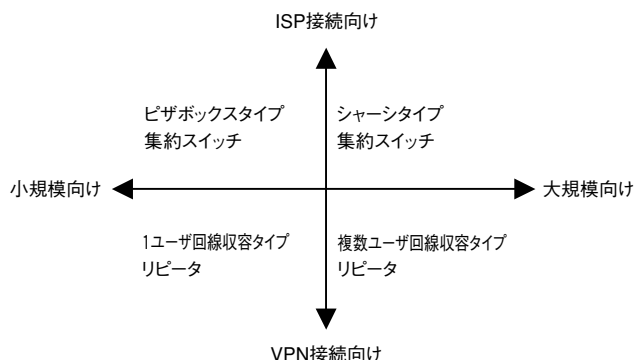 ISP接続向け
ピザボックスタイプ
集約スイッチ
シャーシタイプ
集約スイッチ
小規模向け
大規模向け
1ユーザ回線収容タイプ
リピータ
複数ユーザ回線収容タイプ
リピータ
VPN接続向け